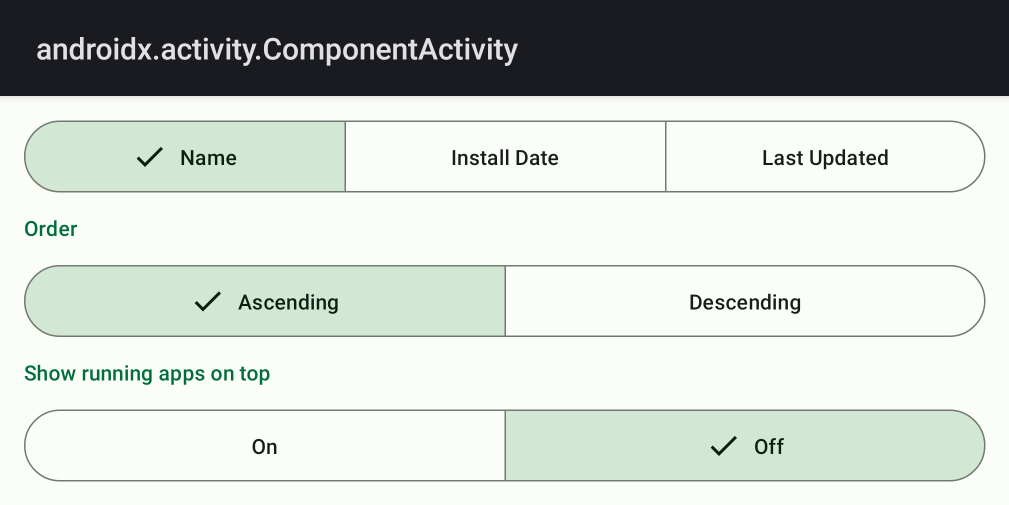 androidx.activity.ComponentActivity
Name Install Date Last Updated
Order
Ascending Descending
Show running apps on top
On Off